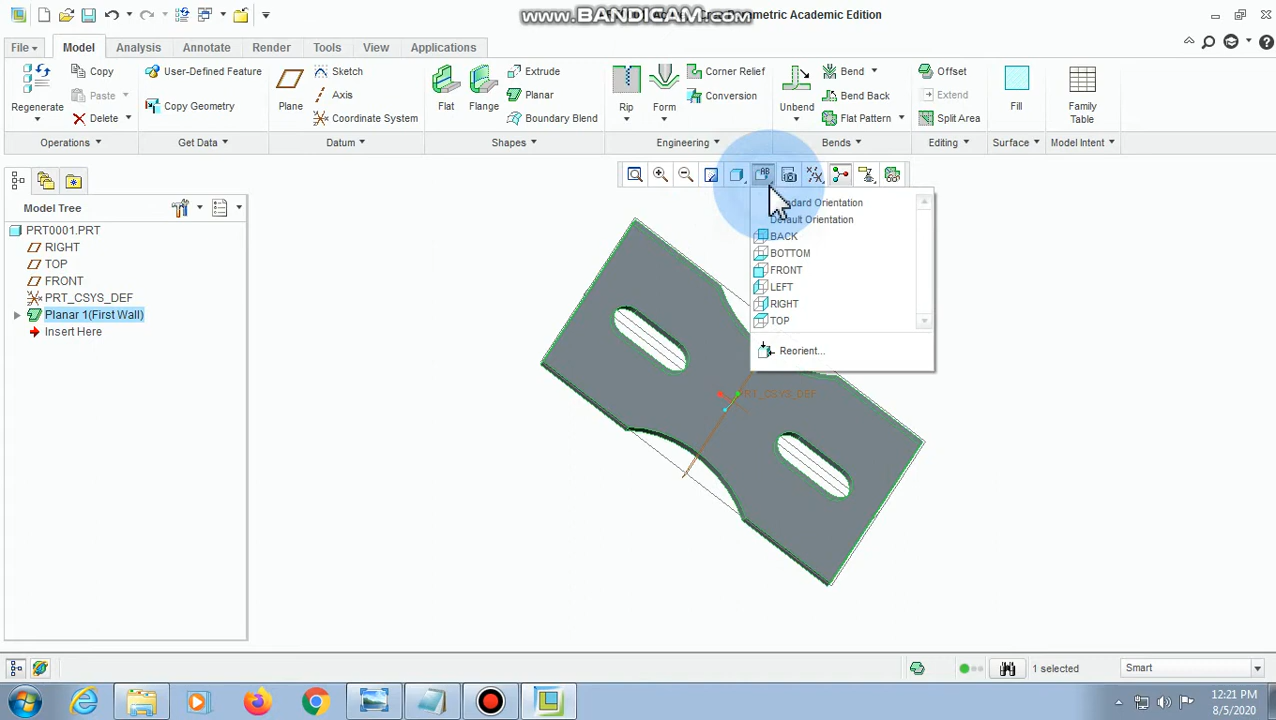 www.BANDICAM.com
Parametric Academic Edition
File
Model
Analysis
Annotate
Render
Tools
View
Applications
Regenerate
Copy
Paste
Delete
User-Defined Feature
Copy Geometry
Plane
Sketch
Axis
Coordinate System
Flat
Flange
Extrude
Planar
Boundary Blend
Rip
Form
Corner Relief
Conversion
Unbend
Bend
Bend Back
Flat Pattern
Offset
Extend
Split Area
Fill
Family
Table
Operations
Get Data
Datum
Shapes
Engineering
Bends
Editing
Surface
Model Intent
Model Tree
PRT0001.PRT
RIGHT
TOP
FRONT
PRT_CSYS_DEF
Planar 1(First Wall)
Insert Here
Orientation
Default Orientation
BACK
BOTTOM
FRONT
LEFT
RIGHT
TOP
Reorient...
PRT_CSYS_DEF
1 selected
Smart
12:21 PM
8/5/2020